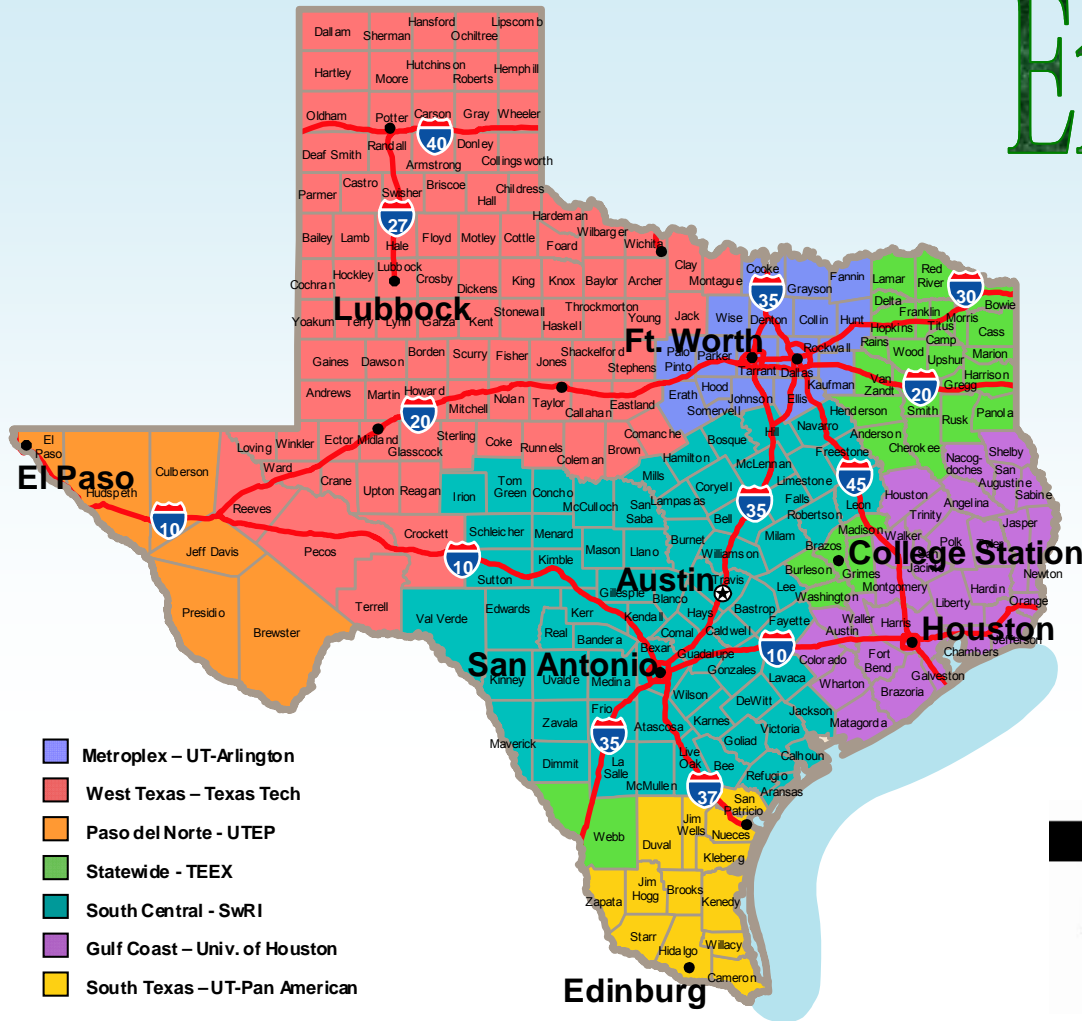 Dallam Sherman Hansford Ochiltree Lipscomb
Hartley Moore Hutchinson Roberts Hemphill
Oldham Potter Carson Gray Wheeler
40
Deaf Smith Randall Armstrong Donley Collingsworth
Parmer Castro Swisher Briscoe Hall Childress
27
Bailey Lamb Hale Floyd Motley Cottle Foard Hardeman Wilbarger Wichita
Cochran Hockley Lubbock Crosby Dickens King Knox Baylor Archer Clay Montague Cooke Grayson Fannin Lamar Red River Bowie
35
30
Lubbock
Yoakum Terry Lynn Garza Kent Stonewall Haskell Throckmorton Young Jack Wise Denton Collin Hunt Delta Hopkins Franklin Titus Morris Cass
Ft. Worth
Gaines Dawson Borden Scurry Fisher Jones Shackelford Stephens Palo Pinto Parker Tarrant Dallas Rockwall Rains Wood Camp Upshur Marion
Andrews Martin Howard Mitchell Nolan Taylor Callahan Eastland Erath Hood Somervell Johnson Ellis Kaufman Van Zandt Smith Gregg Harrison
20
20
El Paso Hudspeth Culberson
El Paso
10
Loving Winkler Ector Midland Glasscock Sterling Coke Runnels Coleman Brown Comanche Hamilton Bosque Hill Navarro Henderson Anderson Cherokee Rusk Panola
Reeves Ward Crane Upton Reagan Irion Tom Green Concho McCulloch San Saba Mills Lampasas Coryell McLennan Limestone Freestone Nacogdoches Shelby San Augustine Sabine
35
45
Jeff Davis Pecos Crockett Schleicher Menard Mason Llano Burnet Bell Falls Robertson Leon Houston Angelina Trinity Jasper
10
Presidio Brewster Terrell Sutton Kimble Gillespie Blanco Williamson Milam Brazos Madison Walker Polk Tyler Newton
College Station
Austin
Travis Lee Burleson Washington Grimes Montgomery San Jacinto Liberty Hardin Orange
Val Verde Edwards Real Kerr Bandera Kendall Hays Comal Caldwell Bastrop Fayette Austin Waller Harris Chambers Jefferson
Houston
San Antonio
10
Kinney Uvalde Medina Bexar Guadalupe Gonzales Lavaca Colorado Wharton Fort Bend Brazoria Galveston
Maverick Zavala Frio Atascosa Wilson Karnes DeWitt Victoria Jackson Matagorda
35
Dimmit La Salle McMullen Live Oak Bee Goliad Refugio Calhoun Aransas
37
Webb Duval Jim Wells San Patricio Nueces Kleberg
Zapata Jim Hogg Brooks Kenedy
Starr Hidalgo Willacy Cameron
Edinburg
Metroplex – UT-Arlington
West Texas – Texas Tech
Paso del Norte - UTEP
Statewide - TEEX
South Central - SwRI
Gulf Coast – Univ. of Houston
South Texas – UT-Pan American